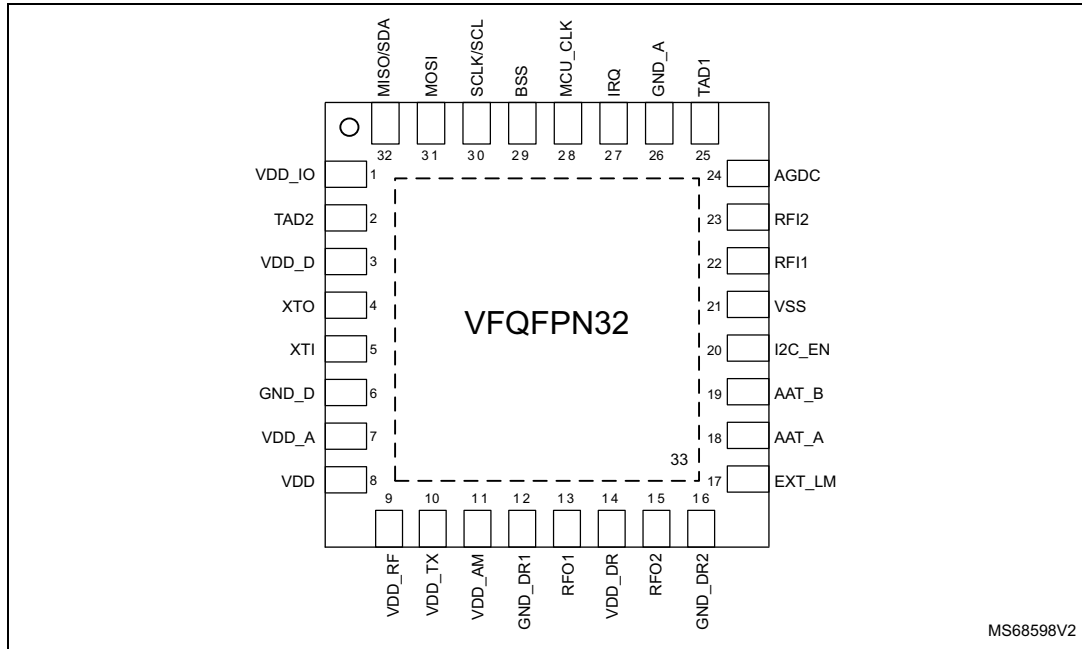 MISO/SDA
MOSI
SCLK/SCL
BSS
MCU_CLK
IRQ
GND_A
TAD1
32
31
30
29
28
27
26
25
VDD_IO 1
TAD2 2
VDD_D 3
XTO 4
XTI 5
GND_D 6
VDD_A 7
VDD 8
VFQFPN32
33
24 AGDC
23 RFI2
22 RFI1
21 VSS
20 I2C_EN
19 AAT_B
18 AAT_A
17 EXT_LM
9
10
11
12
13
14
15
16
VDD_RF
VDD_TX
VDD_AM
GND_DR1
RFO1
VDD_DR
RFO2
GND_DR2
MS68598V2